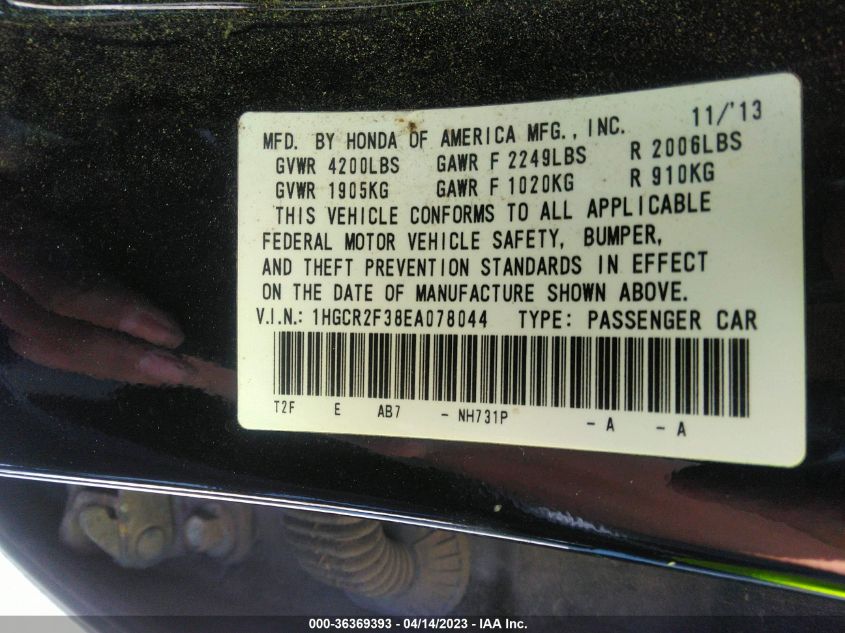 11/'13
MFD. BY HONDA OF AMERICA MFG., INC.
GVWR 4200LBS GAWR F 2249LBS R 2006LBS
GVWR 1905KG GAWR F 1020KG R 910KG
THIS VEHICLE CONFORMS TO ALL APPLICABLE
FEDERAL MOTOR VEHICLE SAFETY, BUMPER,
AND THEFT PREVENTION STANDARDS IN EFFECT
ON THE DATE OF MANUFACTURE SHOWN ABOVE.
V.I.N.: 1HGCR2F38EA078044 TYPE: PASSENGER CAR
T2F E AB7 - NH731P - A - A
000-36369393 - 04/14/2023 - IAA Inc.